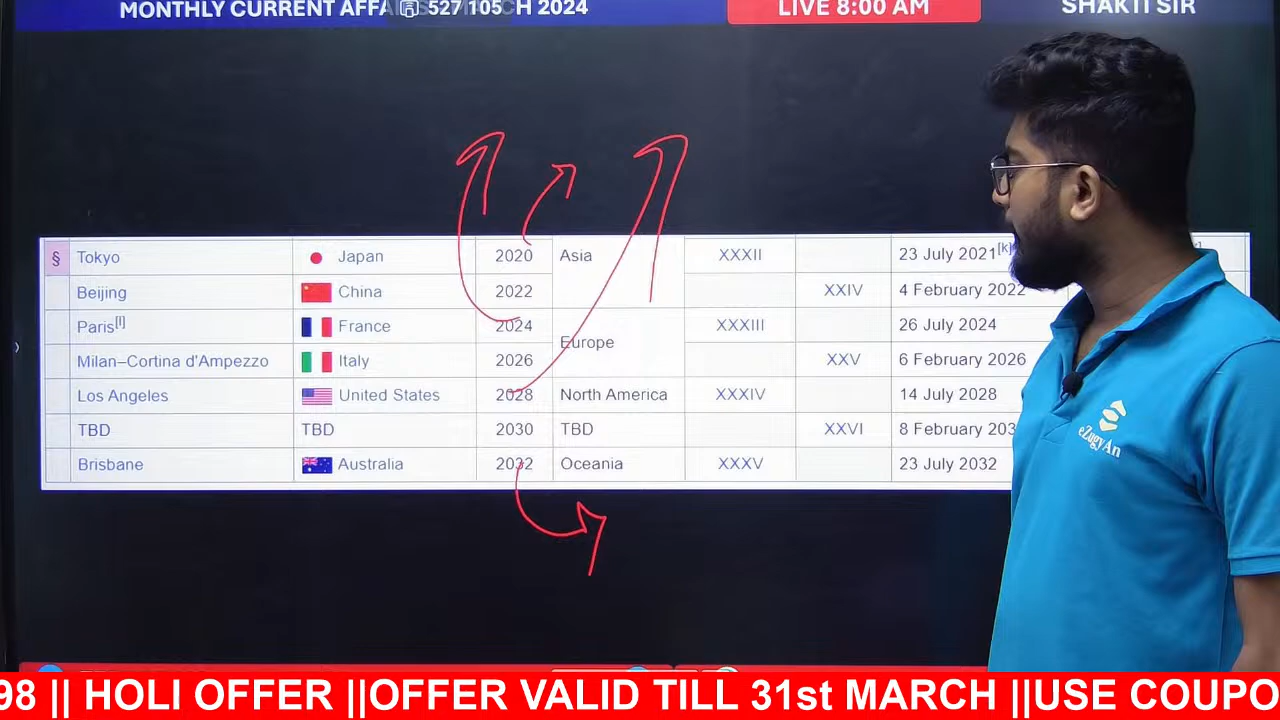 MONTHLY CURRENT AFFA 527 105 CH 2024 LIVE 8:00 AM SHAKTI SIR
§ Tokyo Japan 2020 Asia XXXII 23 July 2021[k]
Beijing China 2022 XXIV 4 February 2022
Paris[l] France 2024 XXXIII 26 July 2024
Europe
Milan–Cortina d'Ampezzo Italy 2026 XXV 6 February 2026
Los Angeles United States 2028 North America XXXIV 14 July 2028
TBD TBD 2030 TBD XXVI 8 February 203
Brisbane Australia 2032 Oceania XXXV 23 July 2032
eZugyAn
98 || HOLI OFFER ||OFFER VALID TILL 31st MARCH ||USE COUPO